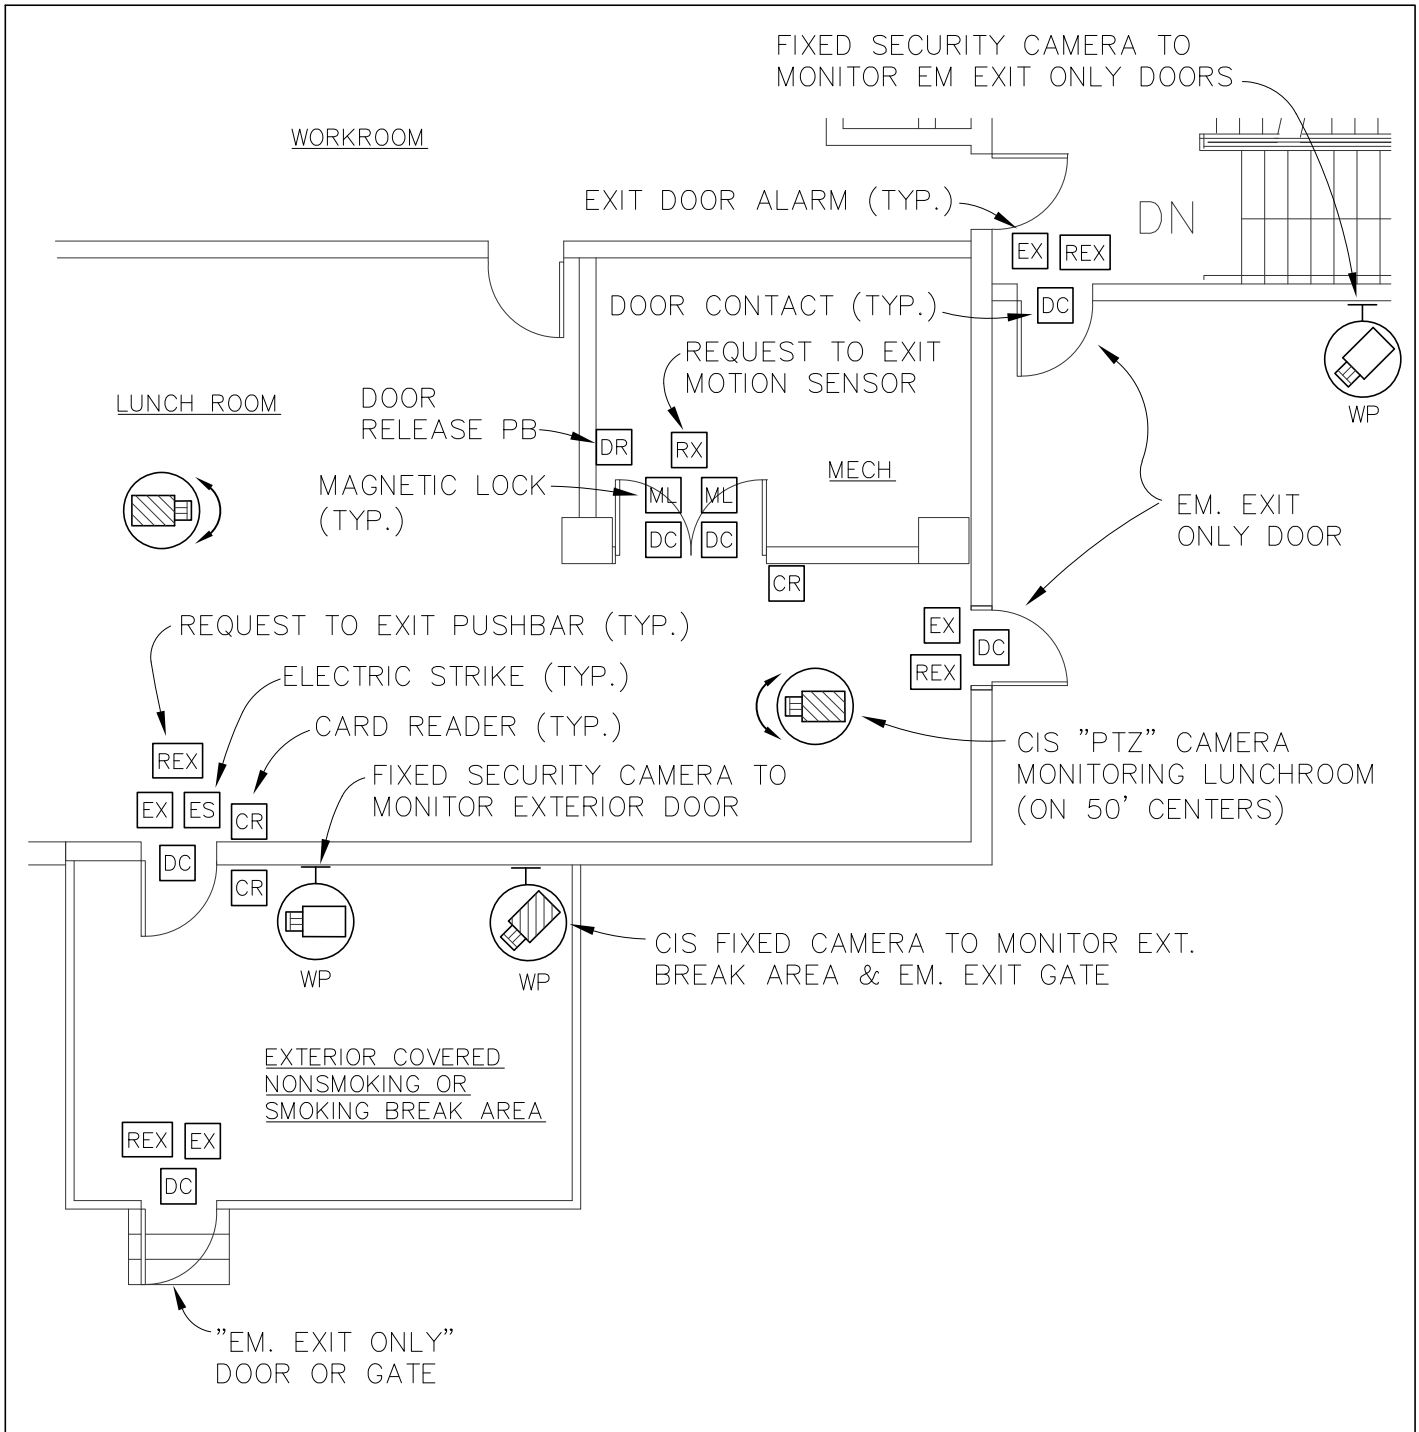 FIXED SECURITY CAMERA TO
MONITOR EM EXIT ONLY DOORS
WORKROOM
EXIT DOOR ALARM (TYP.)
DN
EX
REX
DOOR CONTACT (TYP.)
DC
REQUEST TO EXIT
MOTION SENSOR
WP
LUNCH ROOM
DOOR
RELEASE PB
DR
RX
MECH
MAGNETIC LOCK
(TYP.)
ML
ML
EM. EXIT
ONLY DOOR
DC
DC
CR
REQUEST TO EXIT PUSHBAR (TYP.)
EX
DC
REX
ELECTRIC STRIKE (TYP.)
CARD READER (TYP.)
CIS "PTZ" CAMERA
MONITORING LUNCHROOM
(ON 50' CENTERS)
REX
FIXED SECURITY CAMERA TO
MONITOR EXTERIOR DOOR
EX
ES
CR
DC
CR
WP
WP
CIS FIXED CAMERA TO MONITOR EXT.
BREAK AREA & EM. EXIT GATE
EXTERIOR COVERED
NONSMOKING OR
SMOKING BREAK AREA
REX
EX
DC
"EM. EXIT ONLY"
DOOR OR GATE